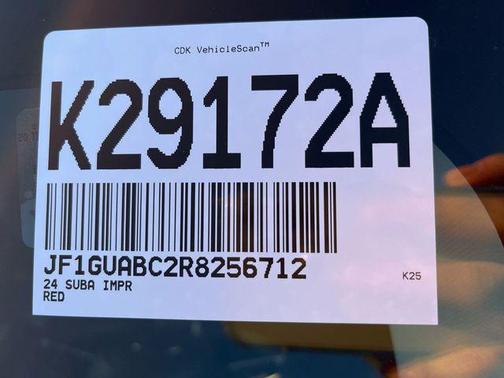 CDK VehicleScan™
K29172A
JF1GUABC2R8256712
24 SUBA IMPR
K25
RED